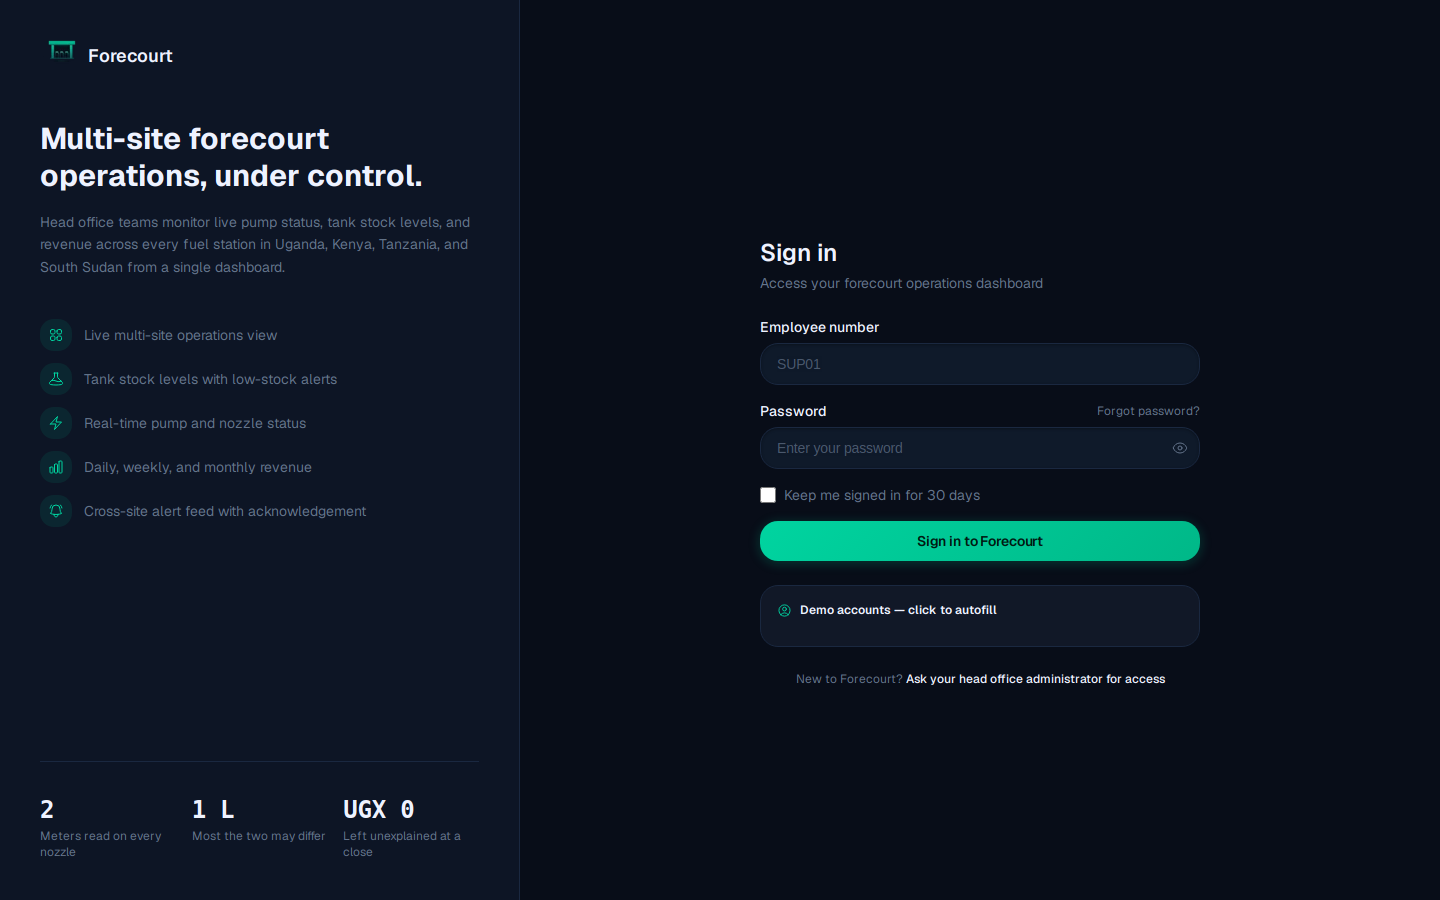 Forecourt
Multi-site forecourt
operations, under control.
Head office teams monitor live pump status, tank stock levels, and
revenue across every fuel station in Uganda, Kenya, Tanzania, and
South Sudan from a single dashboard.
Live multi-site operations view
Tank stock levels with low-stock alerts
Real-time pump and nozzle status
Daily, weekly, and monthly revenue
Cross-site alert feed with acknowledgement
2
Meters read on every
nozzle
1 L
Most the two may differ
UGX 0
Left unexplained at a
close
Sign in
Access your forecourt operations dashboard
Employee number
SUP01
Password
Forgot password?
Enter your password
Keep me signed in for 30 days
Sign in to Forecourt
Demo accounts — click to autofill
New to Forecourt? Ask your head office administrator for access